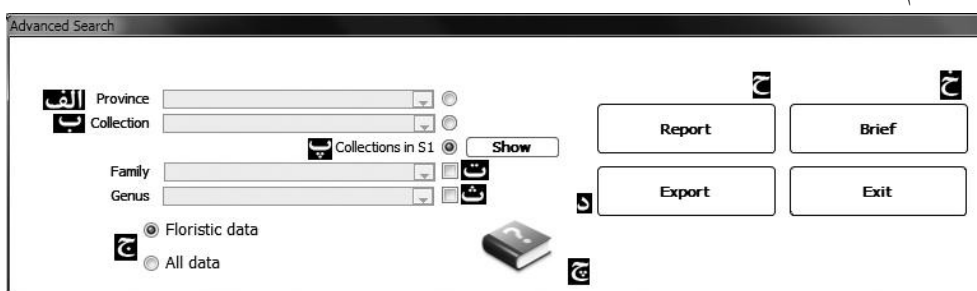 Advanced Search
ح خ
الف Province
ب Collection
Report Brief
پ Collections in S1 Show
Family ت
Genus ث
د Export Exit
ج Floristic data
All data
چ